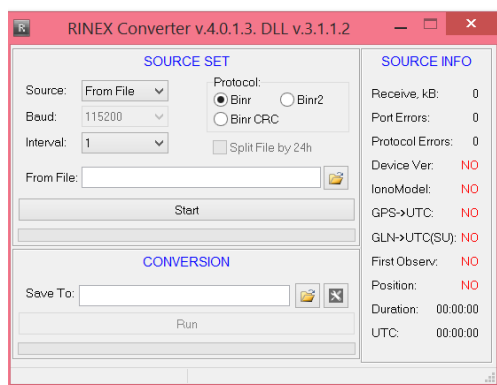 R RINEX Converter v.4.0.1.3. DLL v.3.1.1.2
SOURCE SET
Source: From File
Baud: 115200
Interval: 1
Protocol:
Binr Binr2
Binr CRC
Split File by 24h
From File:
Start
CONVERSION
Save To:
Run
SOURCE INFO
Receive, kB: 0
Port Errors: 0
Protocol Errors: 0
Device Ver: NO
IonoModel: NO
GPS->UTC: NO
GLN->UTC(SU): NO
First Observ: NO
Position: NO
Duration: 00:00:00
UTC: 00:00:00